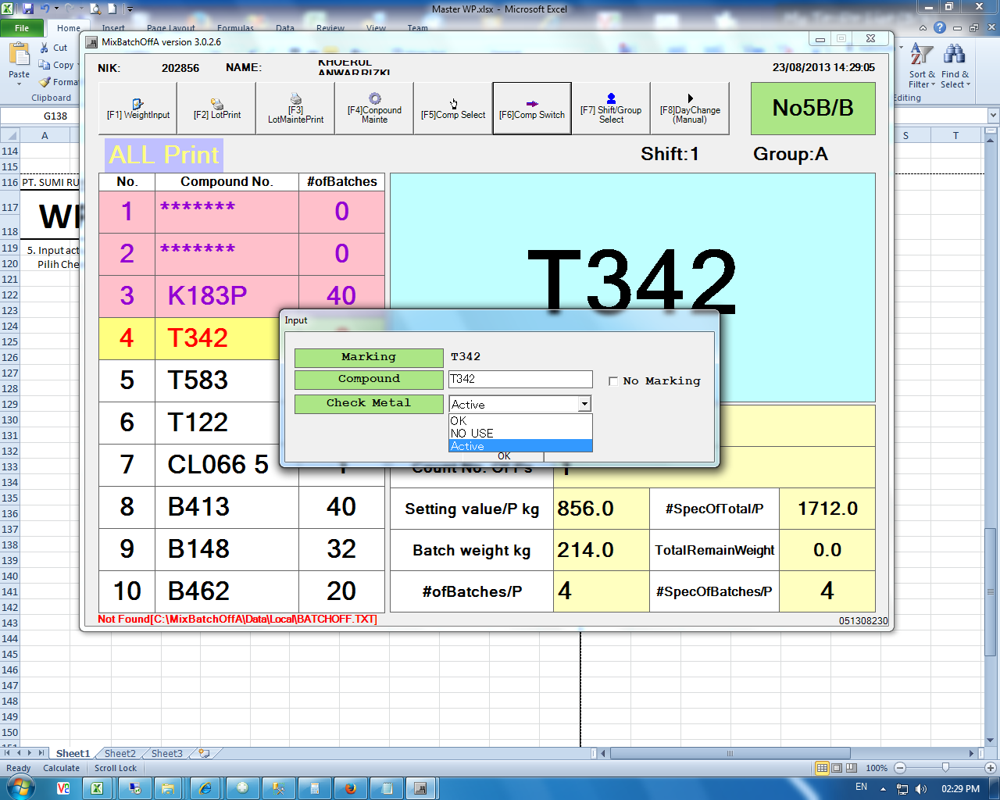 Master WP.xlsx - Microsoft Excel
File Home Insert Page Layout Formulas Data Review View Team
Paste
Cut
Copy
Forma
Clipboard
Sort & Filter
Find & Select
Editing
G138
A S T
114
115
116 PT. SUMI RU
117
118
119 5. Input act
120 Pilih Che
121
122
123
124
125
126
127
128
129
130
131
132
133
134
135
136
137
138
139
140
141
142
143
144
145
146
147
148
149
150
MixBatchOffA version 3.0.2.6
NIK: 202856 NAME: KHOERUL ANWAR RIZKI 23/08/2013 14:29:05
[F1] WeightInput
[F2] LotPrint
[F3] LotMaintePrint
[F4]Conpound Mainte
[F5]Comp Select
[F6]Comp Switch
[F7] Shift/Group Select
[F8]DayChange (Manual)
No5B/B
ALL Print Shift:1 Group:A
No. Compound No. #ofBatches
1 ******* 0
2 ******* 0
3 K183P 40
4 T342
5 T583
6 T122
7 CL066 5
8 B413 40
9 B148 32
10 B462 20
T342
Input
Marking T342
Compound T342 No Marking
Check Metal Active
OK
NO USE
Active
OK
Count No. Of P's 1
Setting value/P kg 856.0 #SpecOfTotal/P 1712.0
Batch weight kg 214.0 TotalRemainWeight 0.0
#ofBatches/P 4 #SpecOfBatches/P 4
Not Found[C:\MixBatchOffA\Data\Local\BATCHOFF.TXT]
051308230
Sheet1 Sheet2 Sheet3
Ready Calculate Scroll Lock 100%
EN 02:29 PM